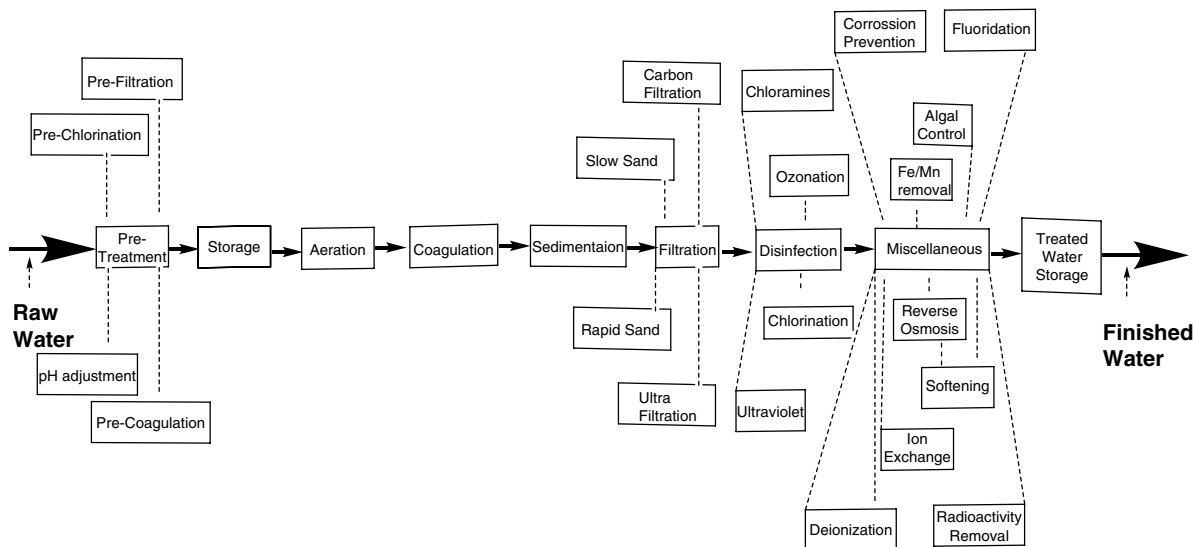 Corrossion
Prevention
Fluoridation
Pre-Filtration
Carbon
Filtration
Chloramines
Pre-Chlorination
Algal
Control
Slow Sand
Ozonation
Fe/Mn
removal
Pre-
Treatment
Storage
Aeration
Coagulation
Sedimentaion
Filtration
Disinfection
Miscellaneous
Treated
Water
Storage
Raw
Water
Finished
Water
Rapid Sand
Chlorination
Reverse
Osmosis
pH adjustment
Softening
Pre-Coagulation
Ultra
Filtration
Ultraviolet
Ion
Exchange
Deionization
Radioactivity
Removal